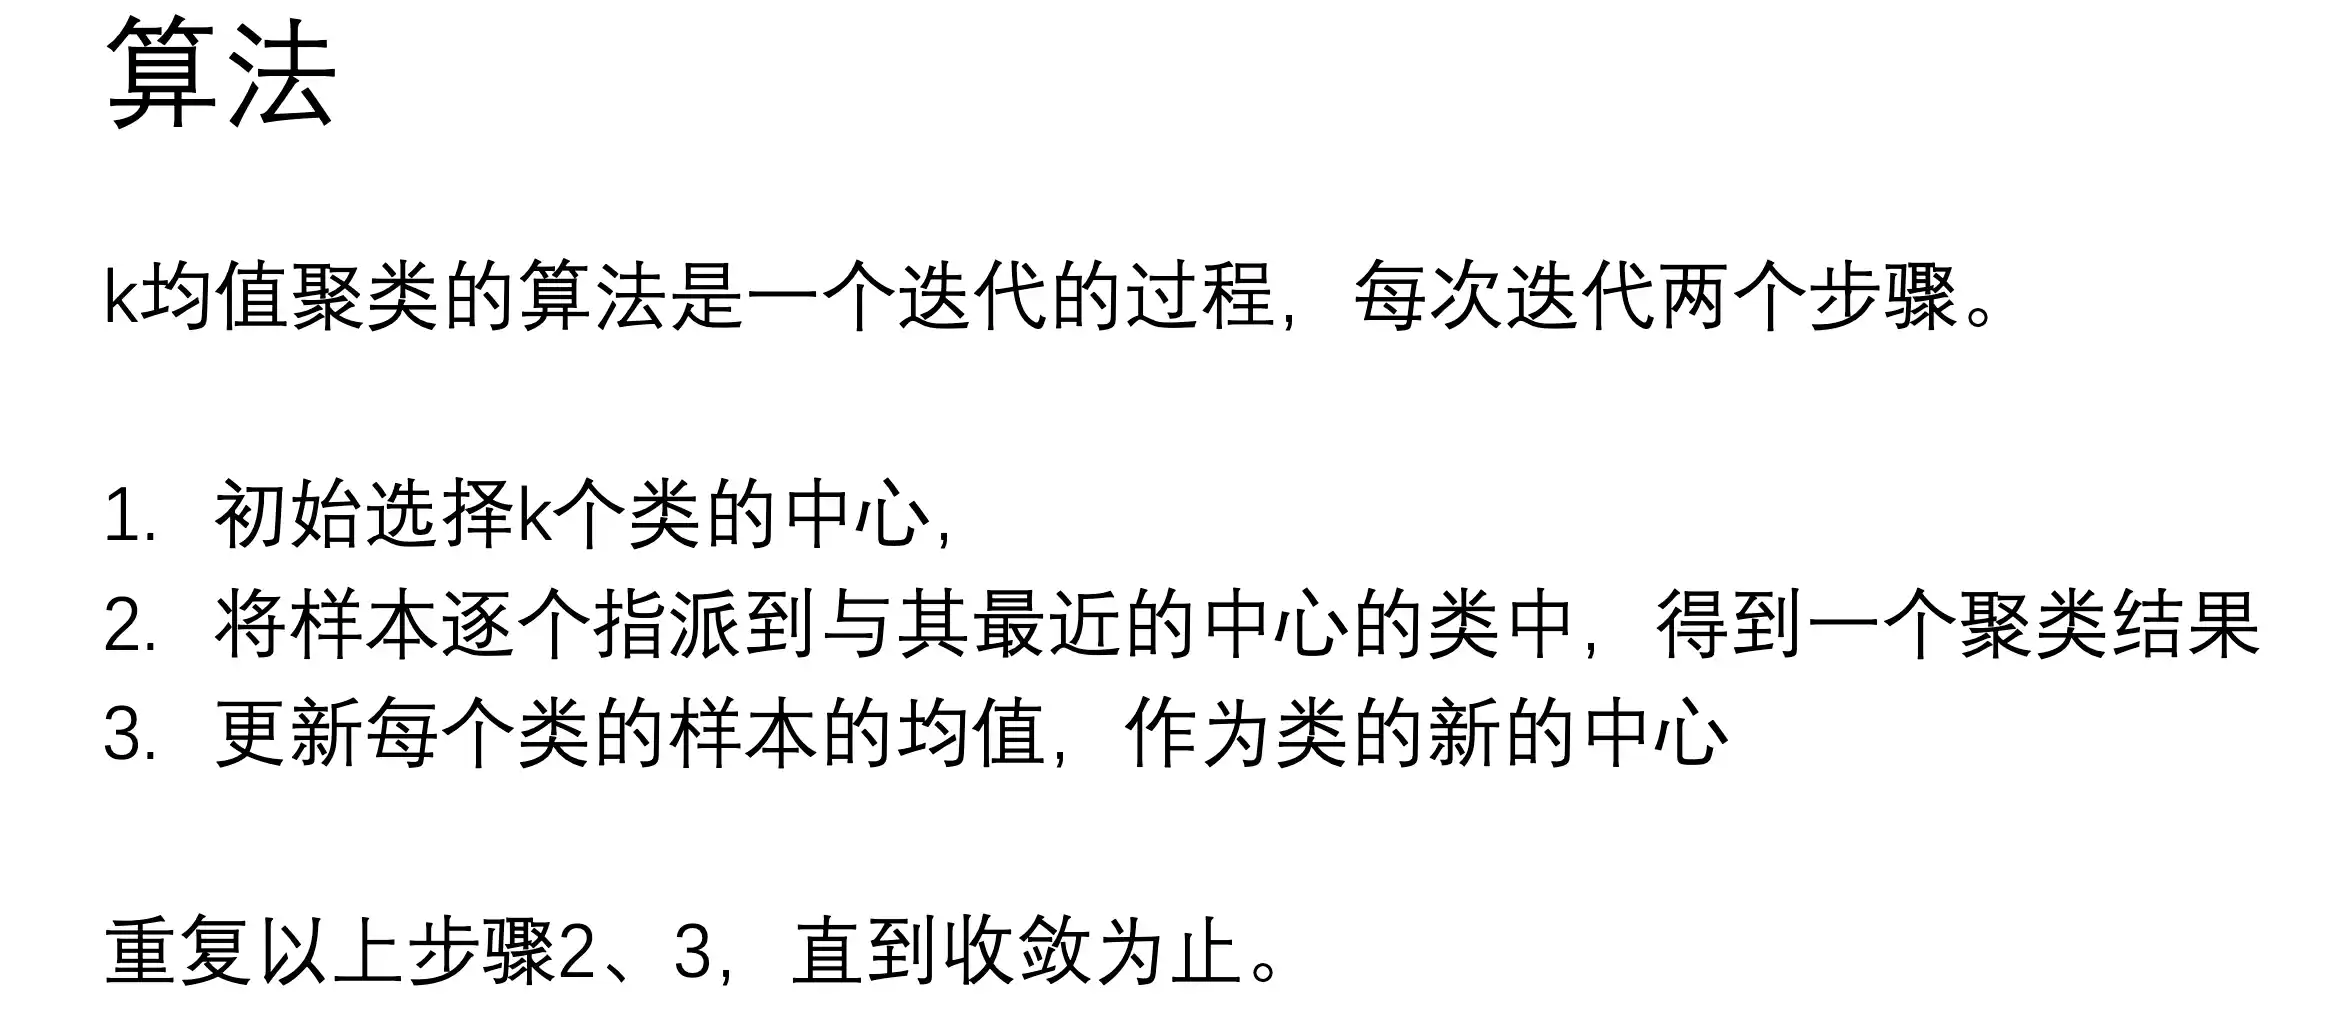 算法
k均值聚类的算法是一个迭代的过程，每次迭代两个步骤。
1. 初始选择k个类的中心，
2. 将样本逐个指派到与其最近的中心的类中，得到一个聚类结果
3. 更新每个类的样本的均值，作为类的新的中心
重复以上步骤2、3，直到收敛为止。